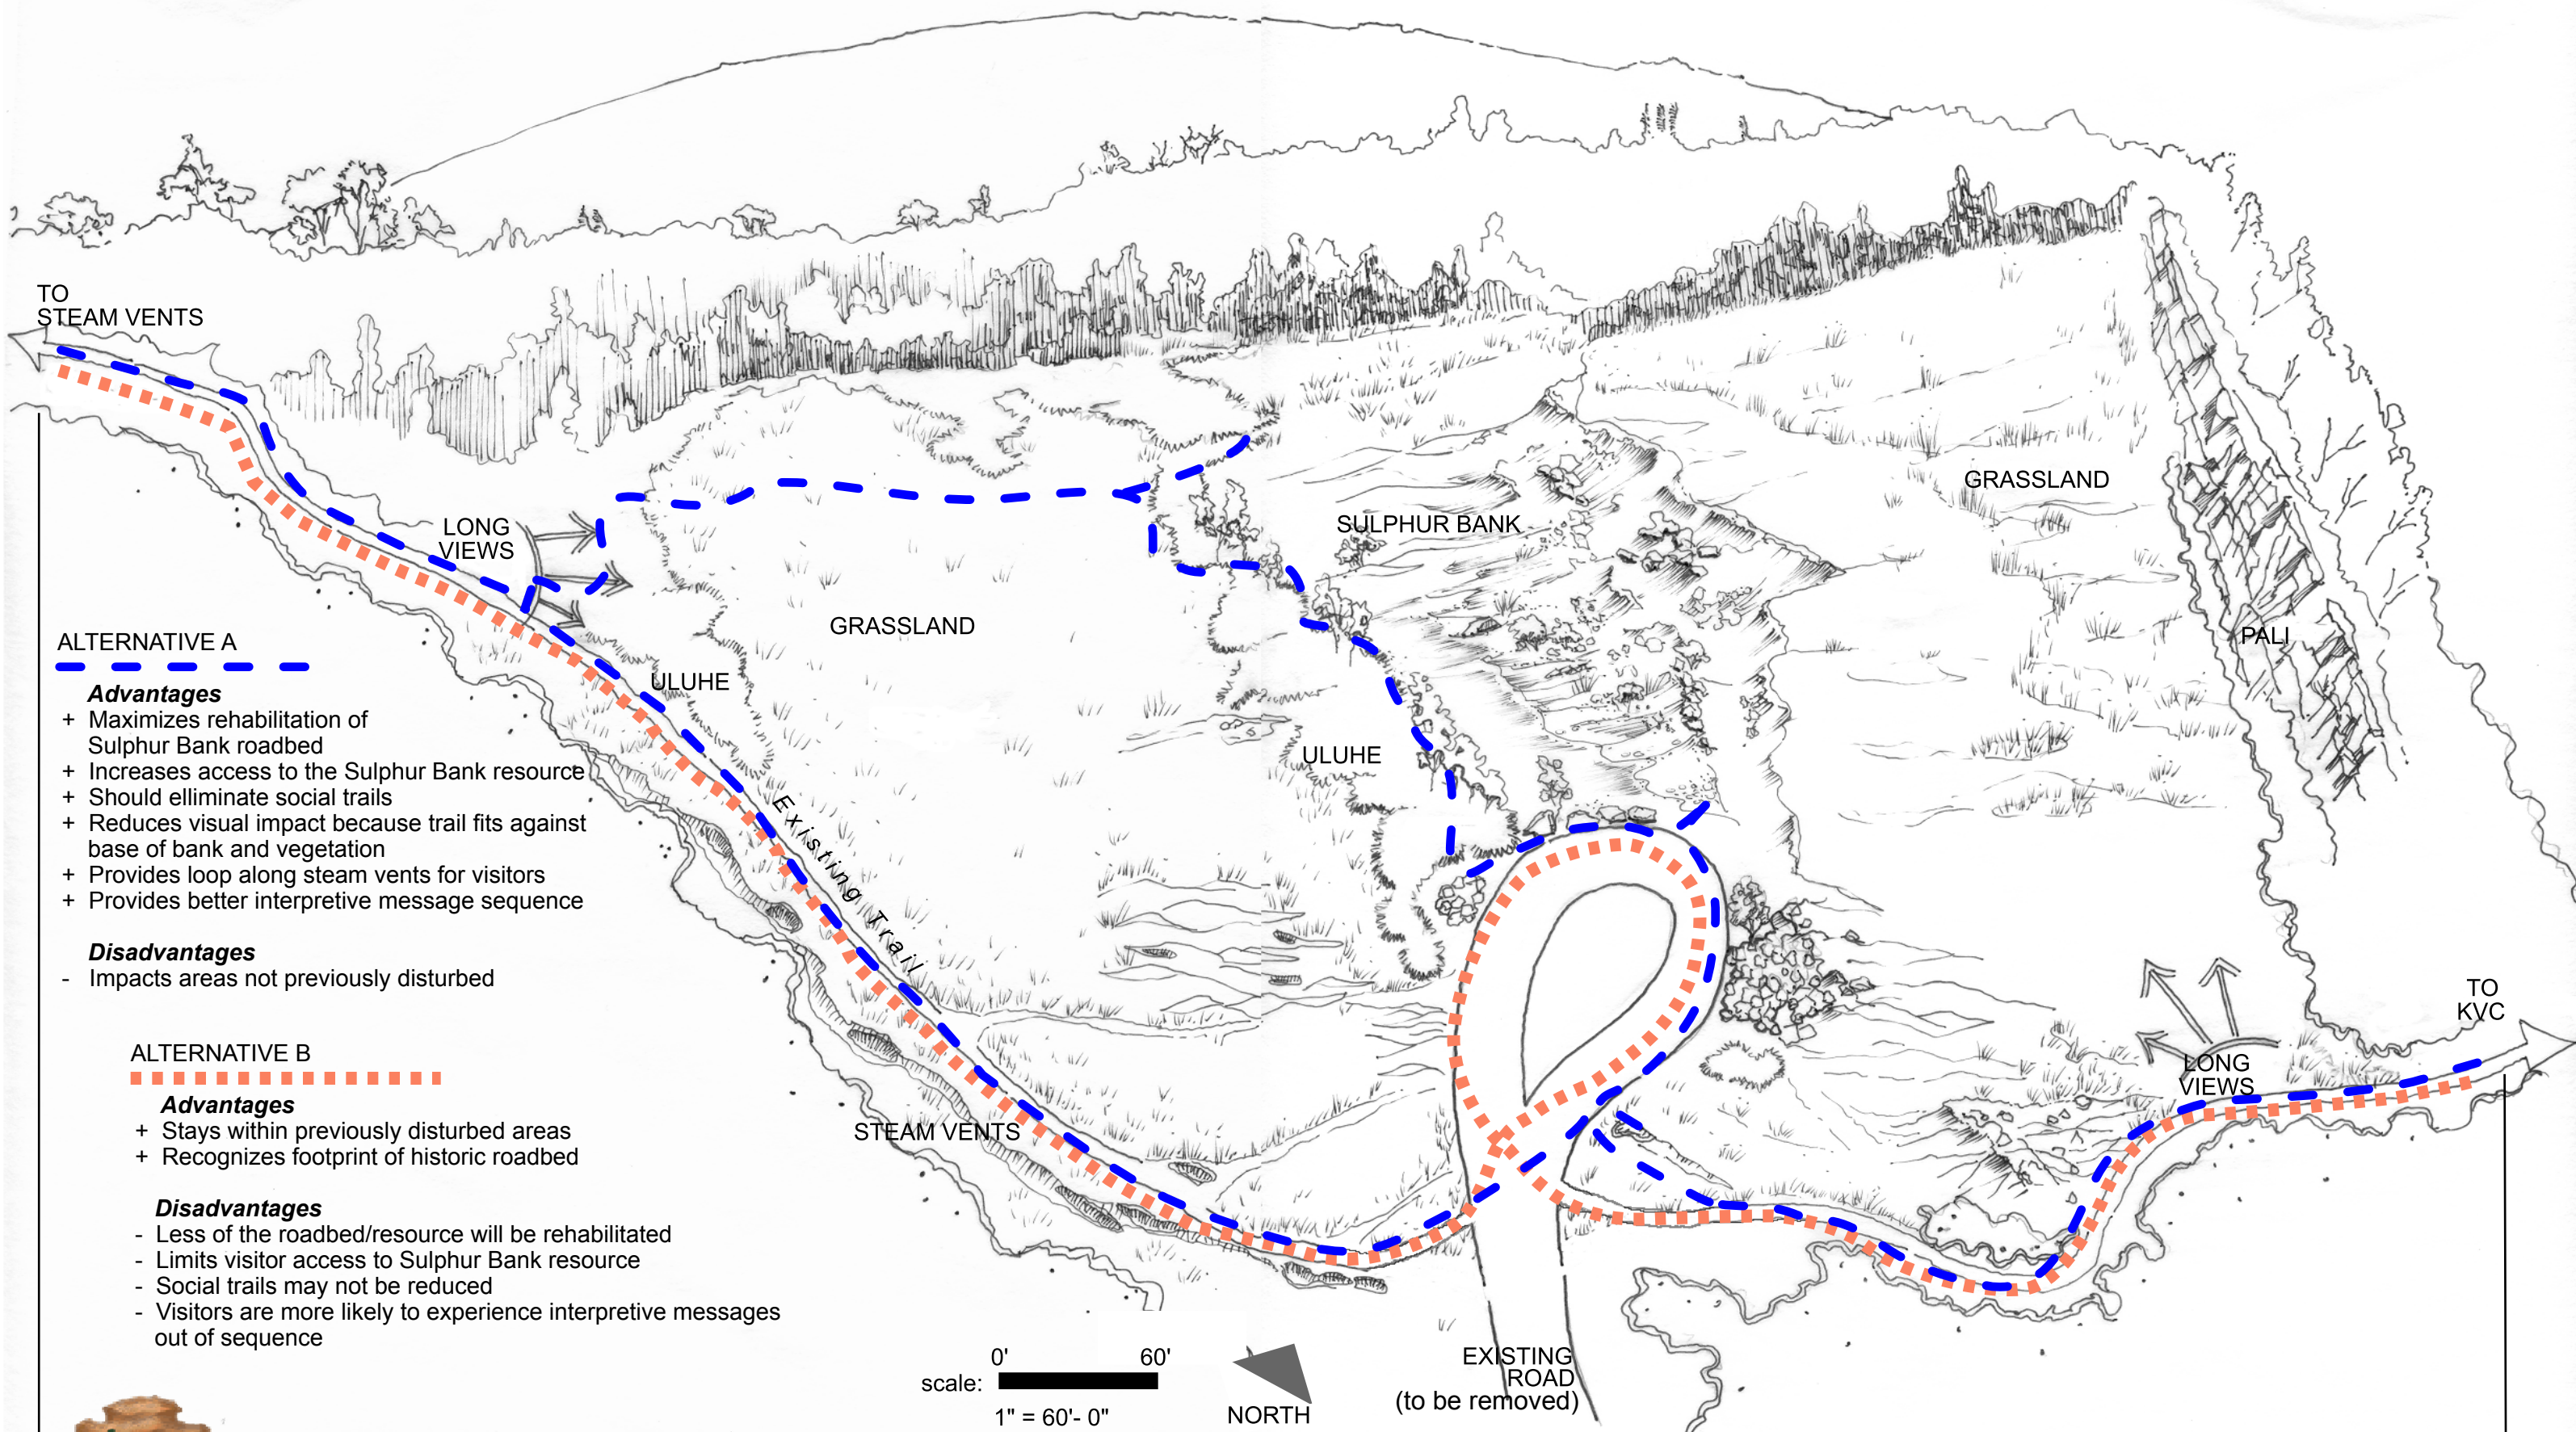 TO
STEAM VENTS
LONG
VIEWS
SULPHUR BANK
GRASSLAND
GRASSLAND
PALI
ULUHE
ULUHE
Existing Trail
STEAM VENTS
LONG
VIEWS
TO
KVC
ALTERNATIVE A
Advantages
+ Maximizes rehabilitation of
Sulphur Bank roadbed
+ Increases access to the Sulphur Bank resource
+ Should elliminate social trails
+ Reduces visual impact because trail fits against
base of bank and vegetation
+ Provides loop along steam vents for visitors
+ Provides better interpretive message sequence
Disadvantages
- Impacts areas not previously disturbed
ALTERNATIVE B
Advantages
+ Stays within previously disturbed areas
+ Recognizes footprint of historic roadbed
Disadvantages
- Less of the roadbed/resource will be rehabilitated
- Limits visitor access to Sulphur Bank resource
- Social trails may not be reduced
- Visitors are more likely to experience interpretive messages
out of sequence
0' 60'
scale:
1" = 60'- 0"
NORTH
EXISTING
ROAD
(to be removed)